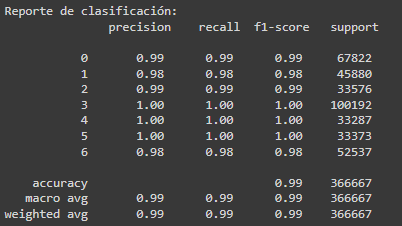 Reporte de clasificación:
precision recall f1-score support
0 0.99 0.99 0.99 67822
1 0.98 0.98 0.98 45880
2 0.99 0.99 0.99 33576
3 1.00 1.00 1.00 100192
4 1.00 1.00 1.00 33287
5 1.00 1.00 1.00 33373
6 0.98 0.98 0.98 52537
accuracy 0.99 366667
macro avg 0.99 0.99 0.99 366667
weighted avg 0.99 0.99 0.99 366667